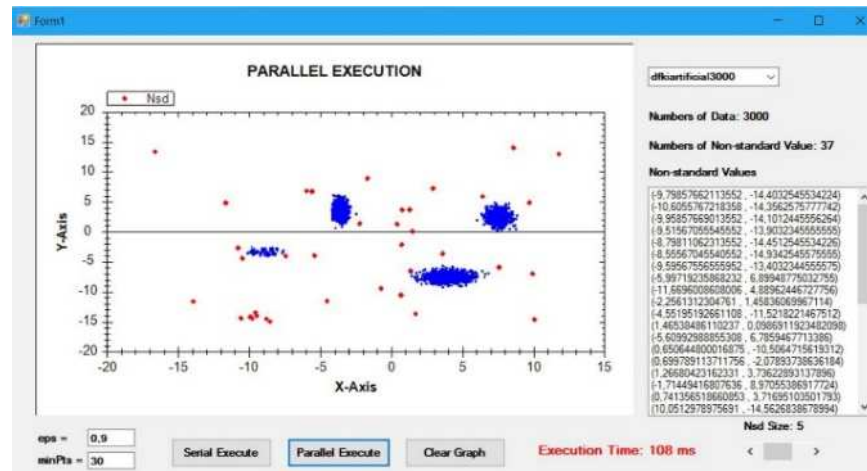 Form1
PARALLEL EXECUTION
Nsd
20
15
10
5
0
-5
-10
-15
-20
Y-Axis
-20 -15 -10 -5 0 5 10 15
X-Axis
dfkiartificial3000
Numbers of Data: 3000
Numbers of Non-standard Value: 37
Non-standard Values
(-9,79857662113552 , -14.4032545534224)
(-10,6055767218358 , -14.3562575777742)
(-9,95857669013552 , -14.1012445556264)
(-9,51567055545552 , -13,9032345555555)
(-8,79811062313552 , -14.4512545534226)
(-8,55567045540552 , -14.9342545575555)
(-9,59567556555952 , -13,4032344555575)
(-5,99719235868232 , 6,89948775032755)
(-11,6696008608006 , 4,88962446727756)
(-2,2561312304761 , 1,45836069967114)
(-4,55195192661108 , -11,5218221467512)
(1,46538486110237 , 0,0986911923482098)
(-5,60992988855308 , 6,7859467713386)
(0,650644800016875 , -10,5064715619312)
(0,699789113711756 , -2,07893738636184)
(1,26680423162331 , 3,73622893137896)
(-1,71449416807636 , 8,97055386917724)
(0,741356518660853 , 3,71695103501793)
(10,0512978975691 , -14,5626838678994)
Nsd Size: 5
eps = 0,9
minPts = 30
Serial Execute
Parallel Execute
Clear Graph
Execution Time: 108 ms